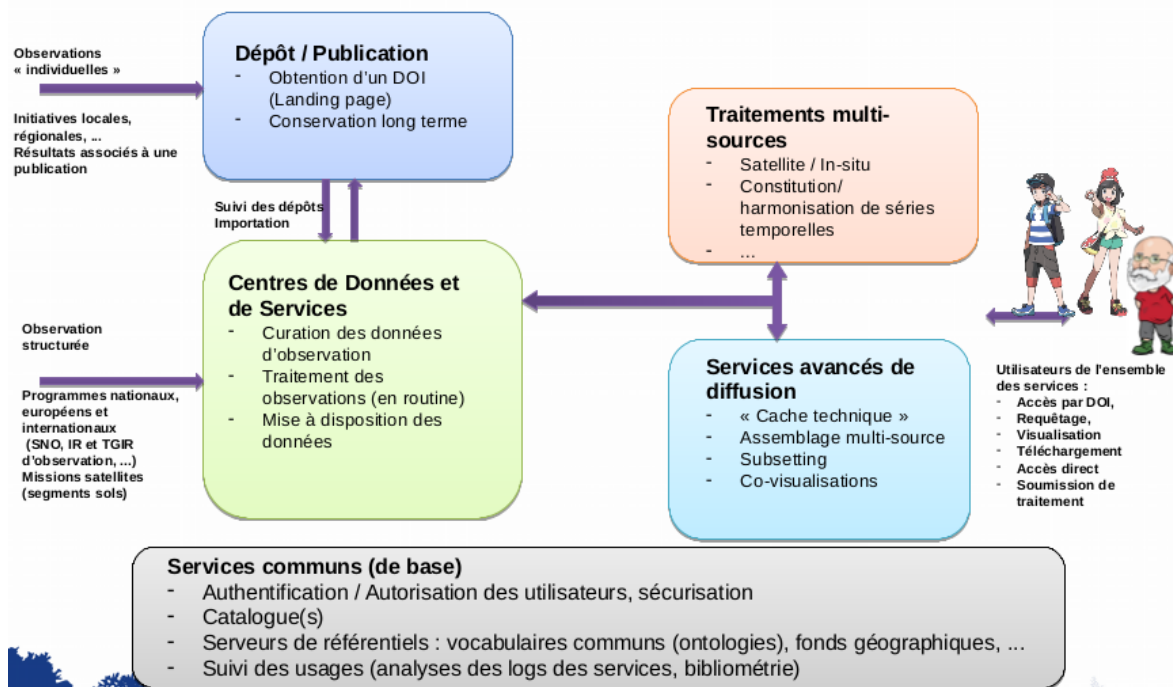 Observations
« individuelles »
Initiatives locales,
régionales, ...
Résultats associés à une
publication
Dépôt / Publication
- Obtention d'un DOI
(Landing page)
- Conservation long terme
Suivi des dépôts
Importation
Observation
structurée
Programmes nationaux,
européens et
internationaux
(SNO, IR et TGIR
d'observation, ...)
Missions satellites
(segments sols)
Centres de Données et
de Services
- Curation des données
d'observation
- Traitement des
observations (en routine)
- Mise à disposition des
données
Traitements multi-
sources
- Satellite / In-situ
- Constitution/
harmonisation de séries
temporelles
- ...
Services avancés de
diffusion
- « Cache technique »
- Assemblage multi-source
- Subsetting
- Co-visualisations
Utilisateurs de l'ensemble
des services :
- Accès par DOI,
- Requêtage,
- Visualisation
- Téléchargement
- Accès direct
- Soumission de
traitement
Services communs (de base)
- Authentification / Autorisation des utilisateurs, sécurisation
- Catalogue(s)
- Serveurs de référentiels : vocabulaires communs (ontologies), fonds géographiques, ...
- Suivi des usages (analyses des logs des services, bibliométrie)